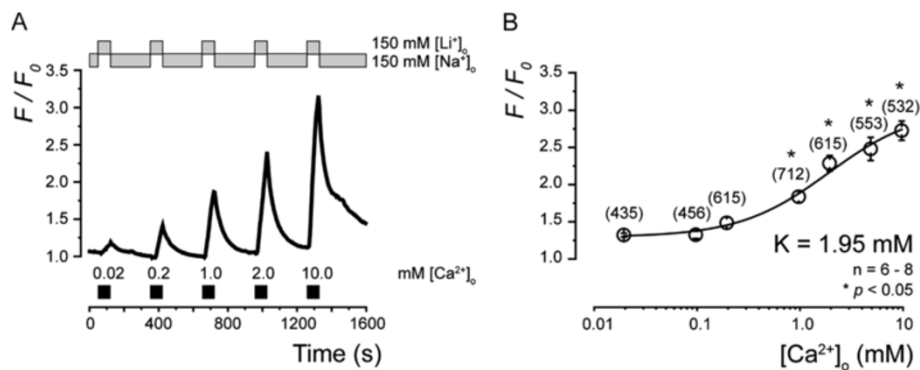 A
150 mM [Li⁺]ₒ
150 mM [Na⁺]ₒ
F / F₀
3.5
3.0
2.5
2.0
1.5
1.0
0.02 0.2 1.0 2.0 10.0 mM [Ca²⁺]ₒ
0 400 800 1200 1600
Time (s)
B
F / F₀
3.5
3.0
2.5
2.0
1.5
1.0
(435) (456) (615) * (712) * (615) * (553) * (532)
K = 1.95 mM
n = 6 - 8
* p < 0.05
0.01 0.1 1.0 10
[Ca²⁺]ₒ (mM)